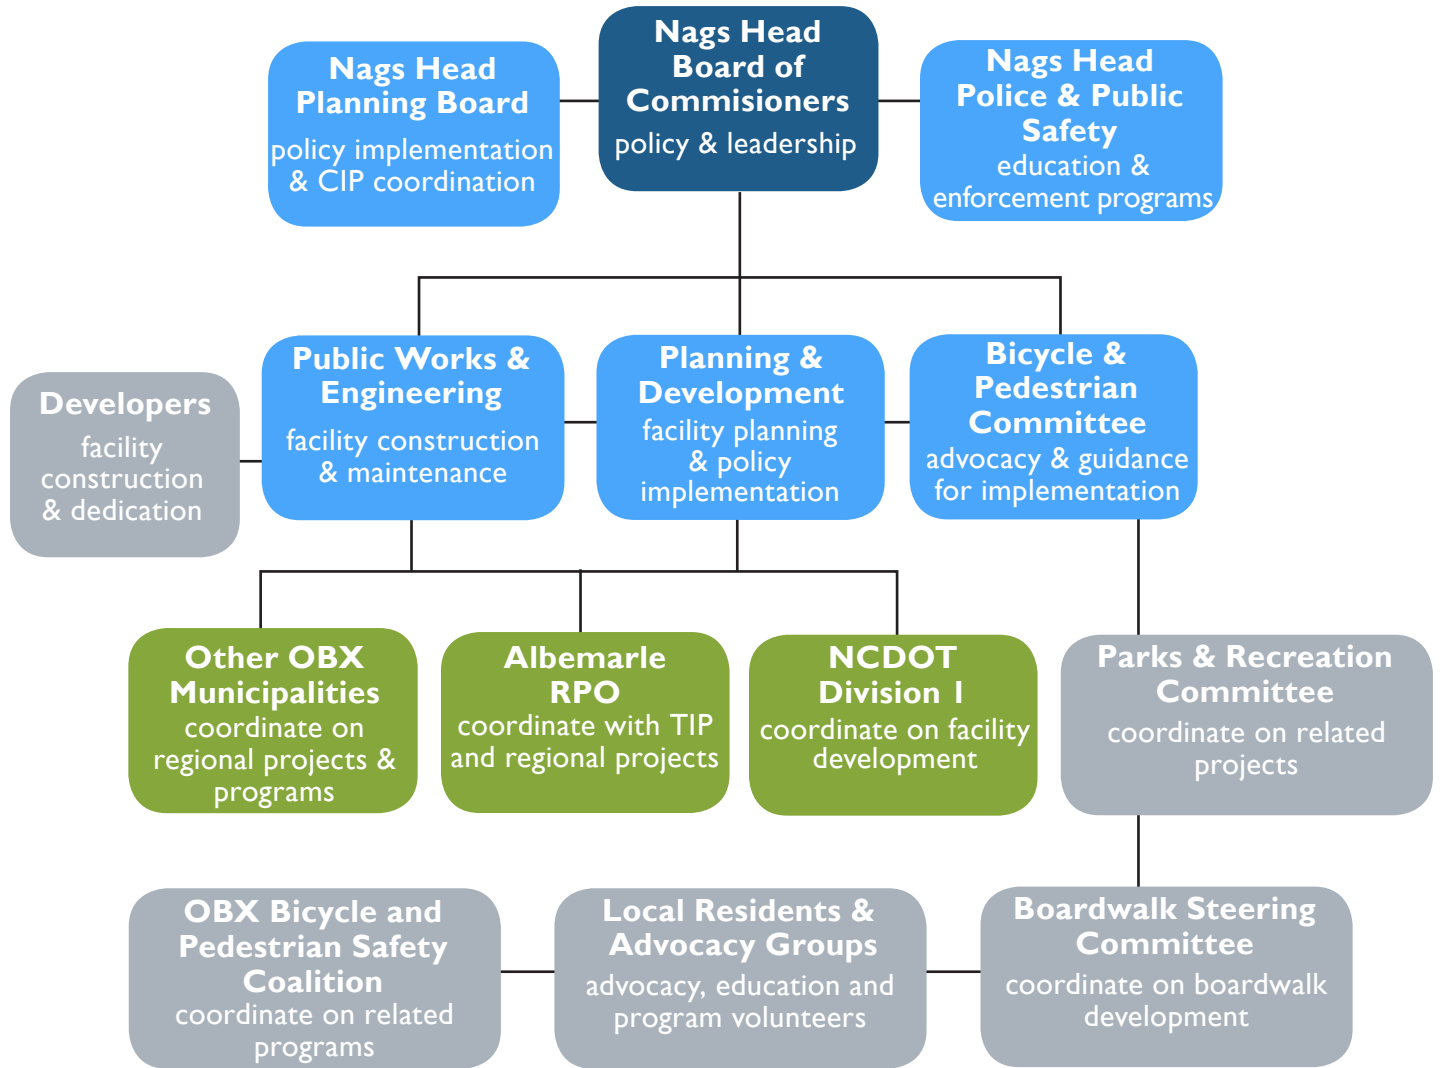 Nags Head
Planning Board
policy implementation
& CIP coordination
Nags Head
Board of
Commisioners
policy & leadership
Nags Head
Police & Public
Safety
education &
enforcement programs
Developers
facility
construction
& dedication
Public Works &
Engineering
facility construction
& maintenance
Planning &
Development
facility planning
& policy
implementation
Bicycle &
Pedestrian
Committee
advocacy & guidance
for implementation
Other OBX
Municipalities
coordinate on
regional projects &
programs
Albemarle
RPO
coordinate with TIP
and regional projects
NCDOT
Division 1
coordinate on facility
development
Parks & Recreation
Committee
coordinate on related
projects
OBX Bicycle and
Pedestrian Safety
Coalition
coordinate on related
programs
Local Residents &
Advocacy Groups
advocacy, education and
program volunteers
Boardwalk Steering
Committee
coordinate on boardwalk
development